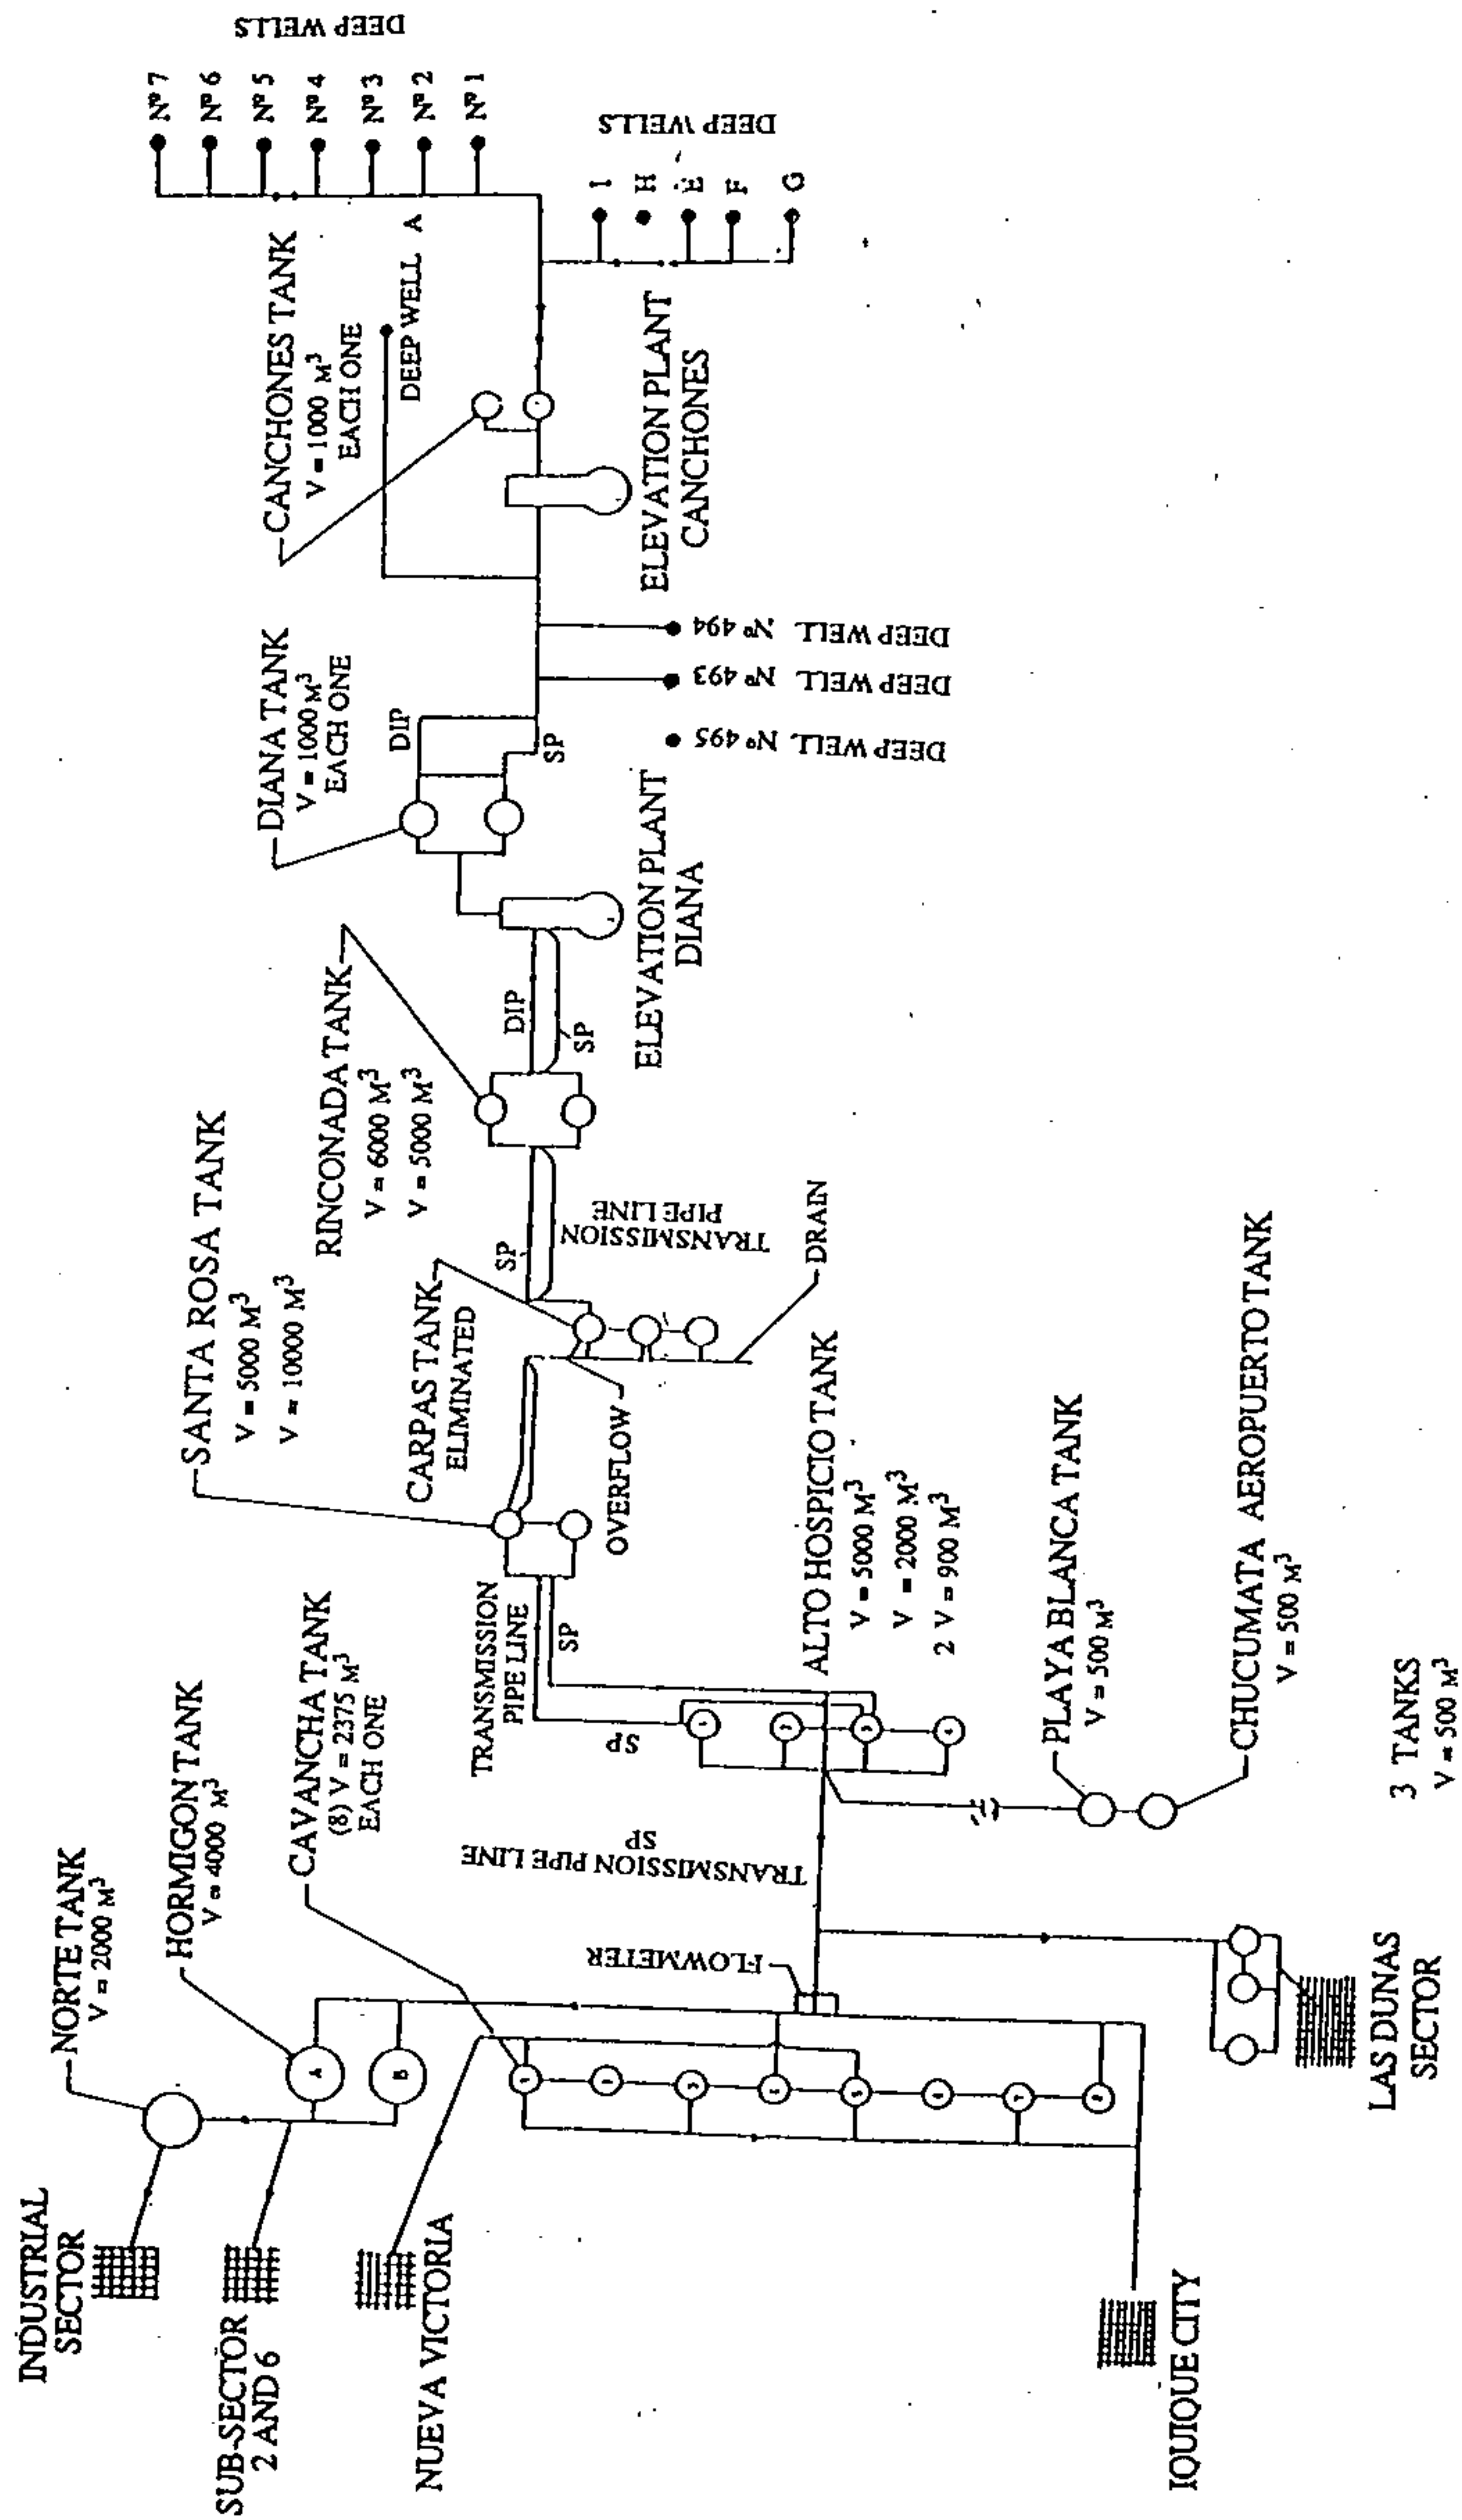 INDUSTRIAL
SECTOR
SUB-SECTOR
2 AND 6
NUEVA VICTORIA
IQUIQUE CITY
NORTE TANK
V = 2000 M³
HORMIGON TANK
V = 4000 M³
A
B
CAVANCHA TANK
(8) V = 2375 M³
EACH ONE
FLOWMETER
TRANSMISSION PIPE LINE
SP
LAS DUNAS
SECTOR
3 TANKS
V = 500 M³
PLAYA BLANCA TANK
V = 500 M³
CHUCUMATA AEROPUERTO TANK
V = 500 M³
ALTO HOSPICIO TANK
V = 5000 M³
V = 2000 M³
2 V = 900 M³
SP
TRANSMISSION
PIPE LINE
SP
SANTA ROSA TANK
V = 5000 M³
V = 10000 M³
CARPAS TANK
ELIMINATED
OVERFLOW
DRAIN
SP
TRANSMISSION
PIPE LINE
RINCONADA TANK
V = 6000 M³
V = 5000 M³
DIP
SP
ELEVATION PLANT
DIANA
DIANA TANK
V = 1000 M³
EACH ONE
DIP
SP
DEEP WELL Nº 495
DEEP WELL Nº 493
DEEP WELL Nº 494
CANCHONES TANK
V = 1000 M³
EACH ONE
DEEP WELL A
ELEVATION PLANT
CANCHONES
DEEP WELLS
I
H
E
F
G
DEEP WELLS
Nº 7
Nº 6
Nº 5
Nº 4
Nº 3
Nº 2
Nº 1